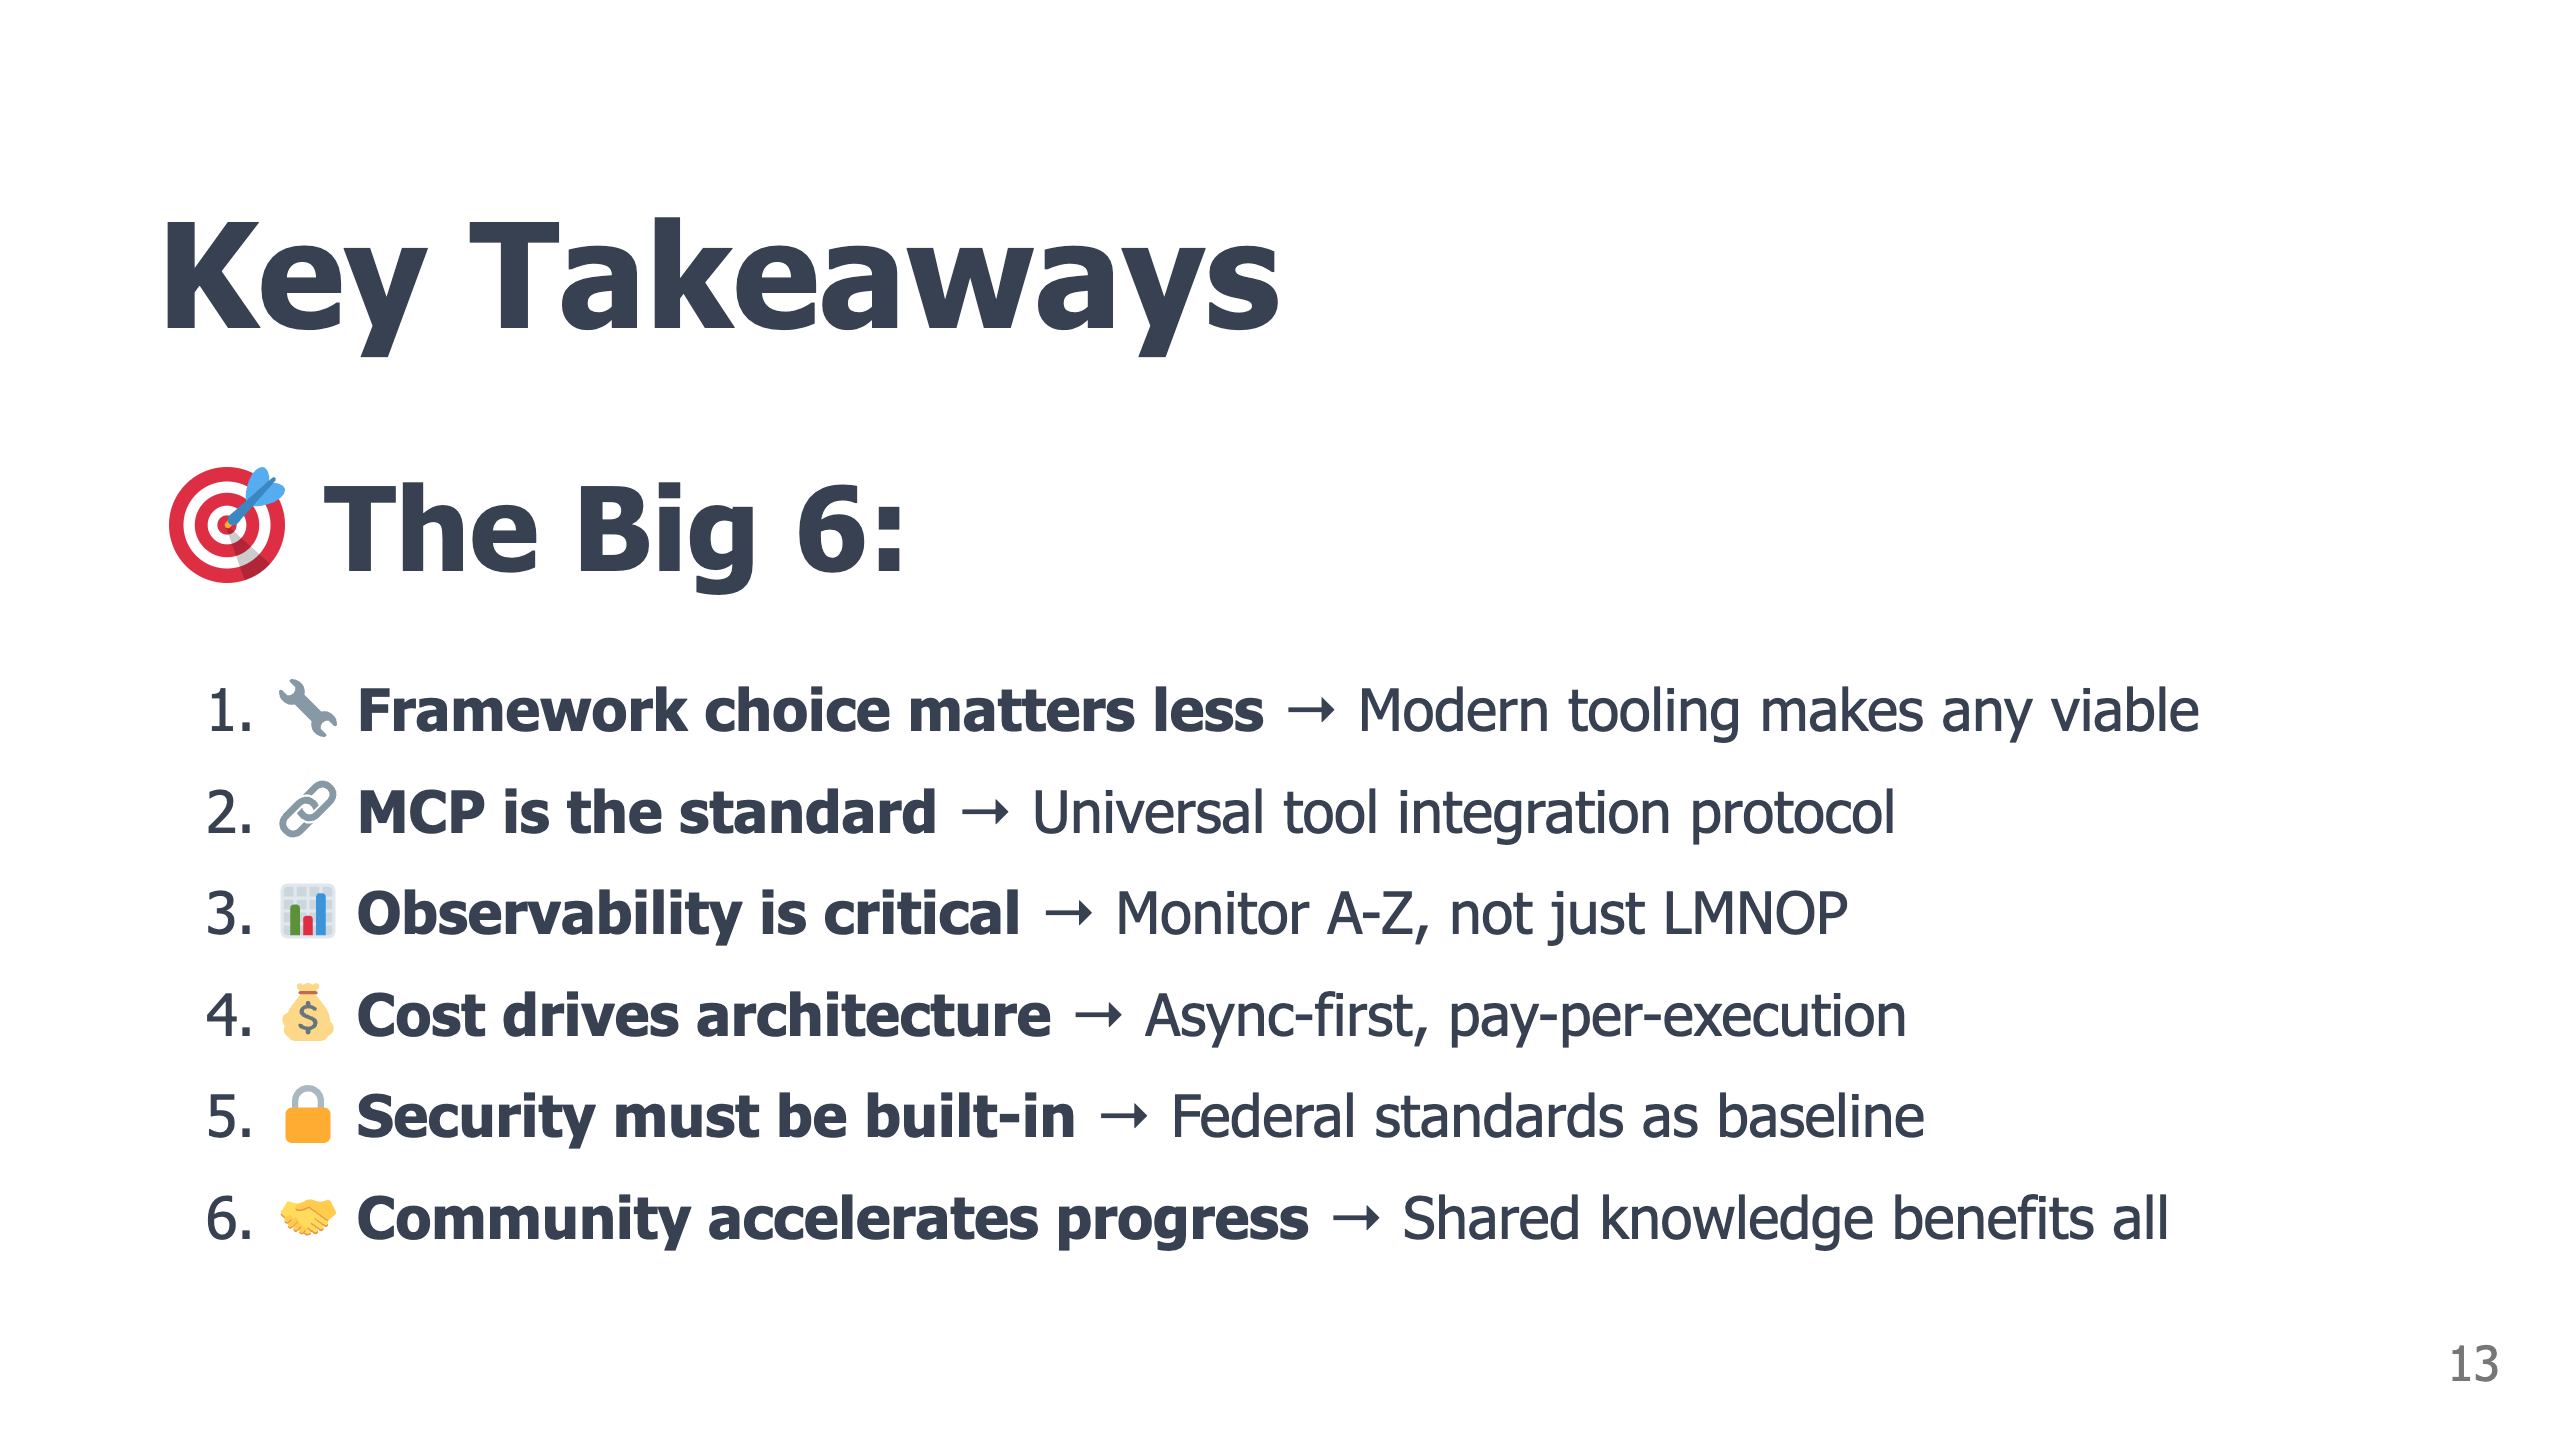 Key Takeaways
🎯 The Big 6:
1. 🔧 Framework choice matters less → Modern tooling makes any viable
2. 🔗 MCP is the standard → Universal tool integration protocol
3. 📊 Observability is critical → Monitor A-Z, not just LMNOP
4. 💰 Cost drives architecture → Async-first, pay-per-execution
5. 🔒 Security must be built-in → Federal standards as baseline
6. 🤝 Community accelerates progress → Shared knowledge benefits all
13